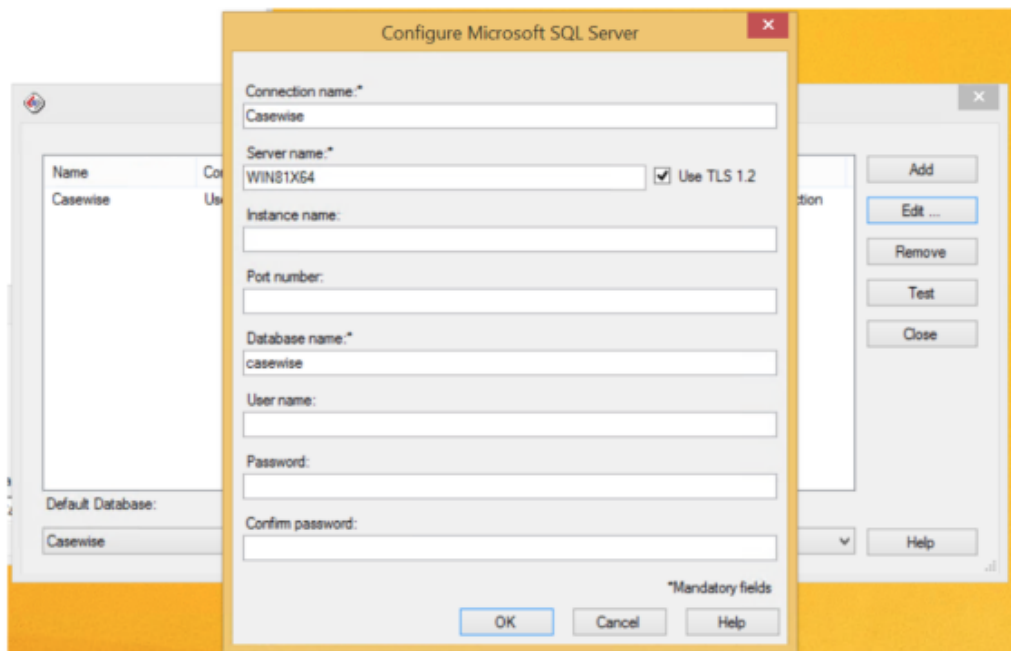 Configure Microsoft SQL Server
Connection name:*
Casewise
Server name:*
WIN81X64
Use TLS 1.2
Instance name:
Port number:
Database name:*
casewise
User name:
Password:
Confirm password:
*Mandatory fields
OK Cancel Help
Name
Casewise
Default Database:
Casewise
Add
Edit ...
Remove
Test
Close
Help